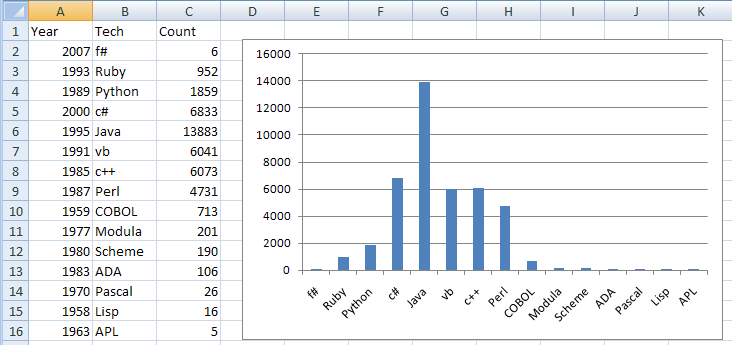 A B C D E F G H I J K
1 Year Tech Count
2 2007 f# 6
3 1993 Ruby 952
4 1989 Python 1859
5 2000 c# 6833
6 1995 Java 13883
7 1991 vb 6041
8 1985 c++ 6073
9 1987 Perl 4731
10 1959 COBOL 713
11 1977 Modula 201
12 1980 Scheme 190
13 1983 ADA 106
14 1970 Pascal 26
15 1958 Lisp 16
16 1963 APL 5
16000
14000
12000
10000
8000
6000
4000
2000
0
f# Ruby Python c# Java vb c++ Perl COBOL Modula Scheme ADA Pascal Lisp APL